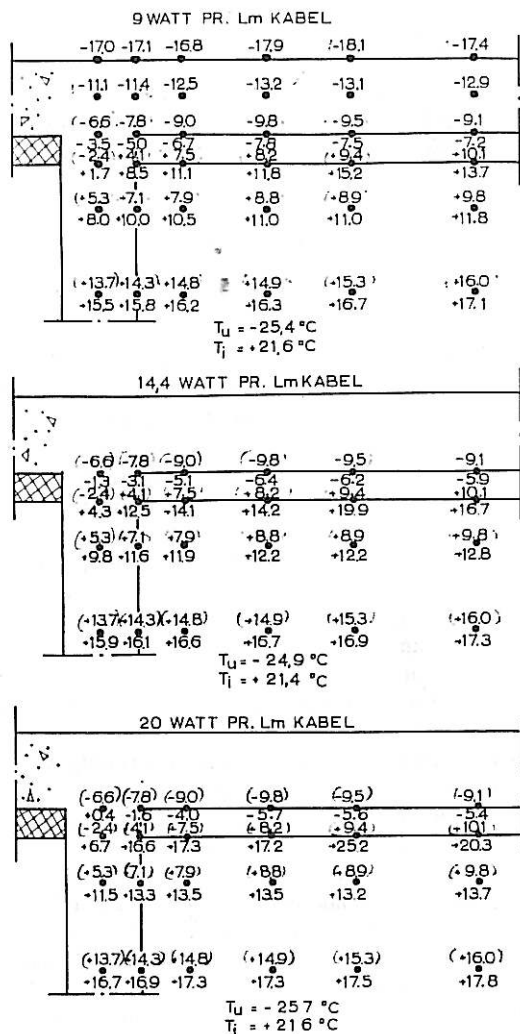 9 WATT PR. Lm KABEL
-17.0 -17.1 -16.8 -17.9 (-18.1 -17.4
-11.1 -11.4 -12.5 -13.2 -13.1 -12.9
(-6.6 -7.8 -9.0 -9.8 -9.5 -9.1
-3.5 -5.0 -6.7 -7.8 -7.5 -7.2
(-2.4) +4.1 +7.5 +8.2 (+9.4 +10.1
+1.7 +8.5 +11.1 +11.8 +15.2 +13.7
(+5.3 +7.1 +7.9 +8.8 (+8.9 +9.8
+8.0 +10.0 +10.5 +11.0 +11.0 +11.8
(+13.7)(+14.3)(+14.8 +14.9 (+15.3) (+16.0
+15.5 +15.8 +16.2 +16.3 +16.7 +17.1
Tu = -25,4 °C
Ti = +21,6 °C
14,4 WATT PR. Lm KABEL
(-6.6) (-7.8) (-9.0) (-9.8) -9.5 -9.1
-1.3 -3.1 -5.1 -6.4 -6.2 -5.9
(-2.4) +4.1 +7.5 +8.2 +9.4 +10.1
+4.3 +12.5 +14.1 +14.2 +19.9 +16.7
(+5.3 +7.1 +7.9) +8.8 +8.9 +9.8)
+9.8 +11.6 +11.9 +12.2 +12.2 +12.8
(+13.7)(+14.3)(+14.8) (+14.9) (+15.3 (+16.0)
+15.9 +16.1 +16.6 +16.7 +16.9 +17.3
Tu = -24,9 °C
Ti = +21,4 °C
20 WATT PR. Lm KABEL
(-6.6) (-7.8) (-9.0) (-9.8) (-9.5) (-9.1)
+0.4 -1.6 -4.0 -5.7 -5.6 -5.4
(-2.4) (4.1) (+7.5) (+8.2) (+9.4 (+10.1
+6.7 +16.6 +17.3 +17.2 +25.2 +20.3
(+5.3) (7.1) (+7.9) (+8.8) (+8.9) (+9.8)
+11.5 +13.3 +13.5 +13.5 +13.2 +13.7
(+13.7)(+14.3) (+14.8) (+14.9) (+15.3) (+16.0)
+16.7 +16.9 +17.3 +17.3 +17.5 +17.8
Tu = -25 7 °C
Ti = +21 6 °C